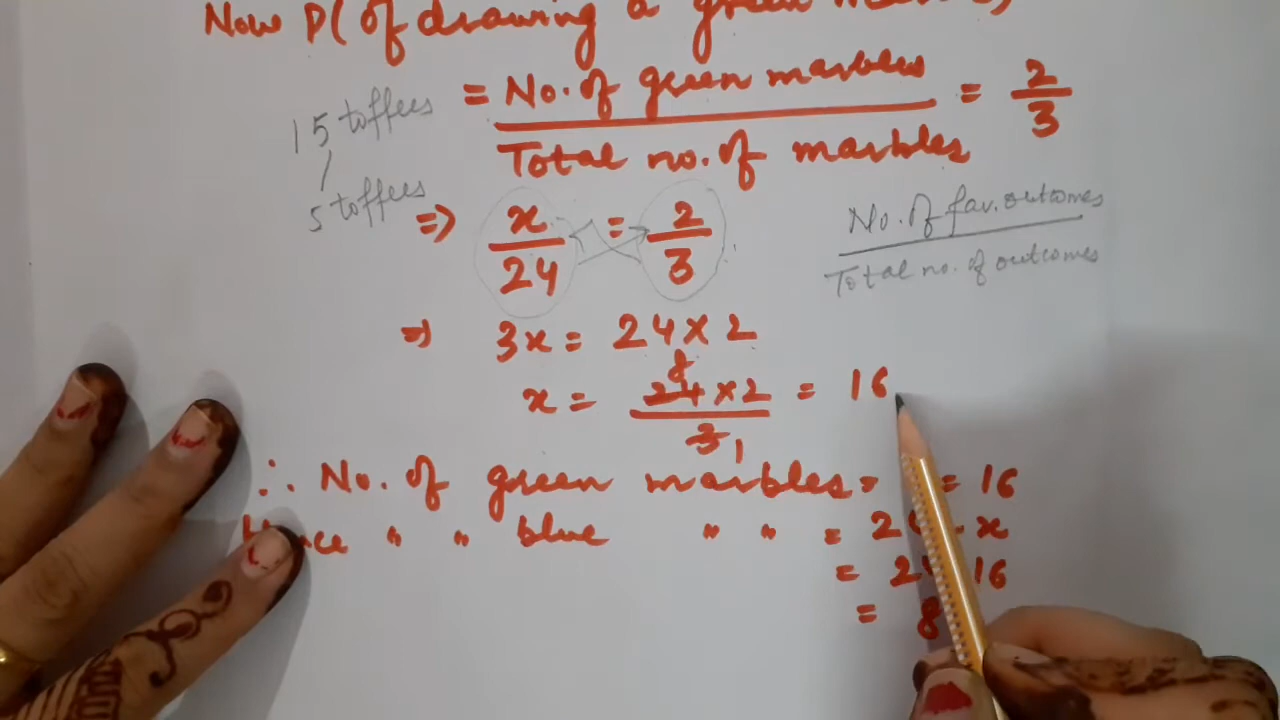 Now P( of drawing a green
= No. of green marbles / Total no. of marbles = 2/3
15 toffees
5 toffees
⇒ x/24 = 2/3
No. of fav. outcomes / Total no. of outcomes
⇒ 3x = 24 × 2
x = 24 × 2 / 3 = 16
8
1
∴ No. of green marbles = = 16
Hence " " blue " " = 24 - x
= 24 - 16
= 8